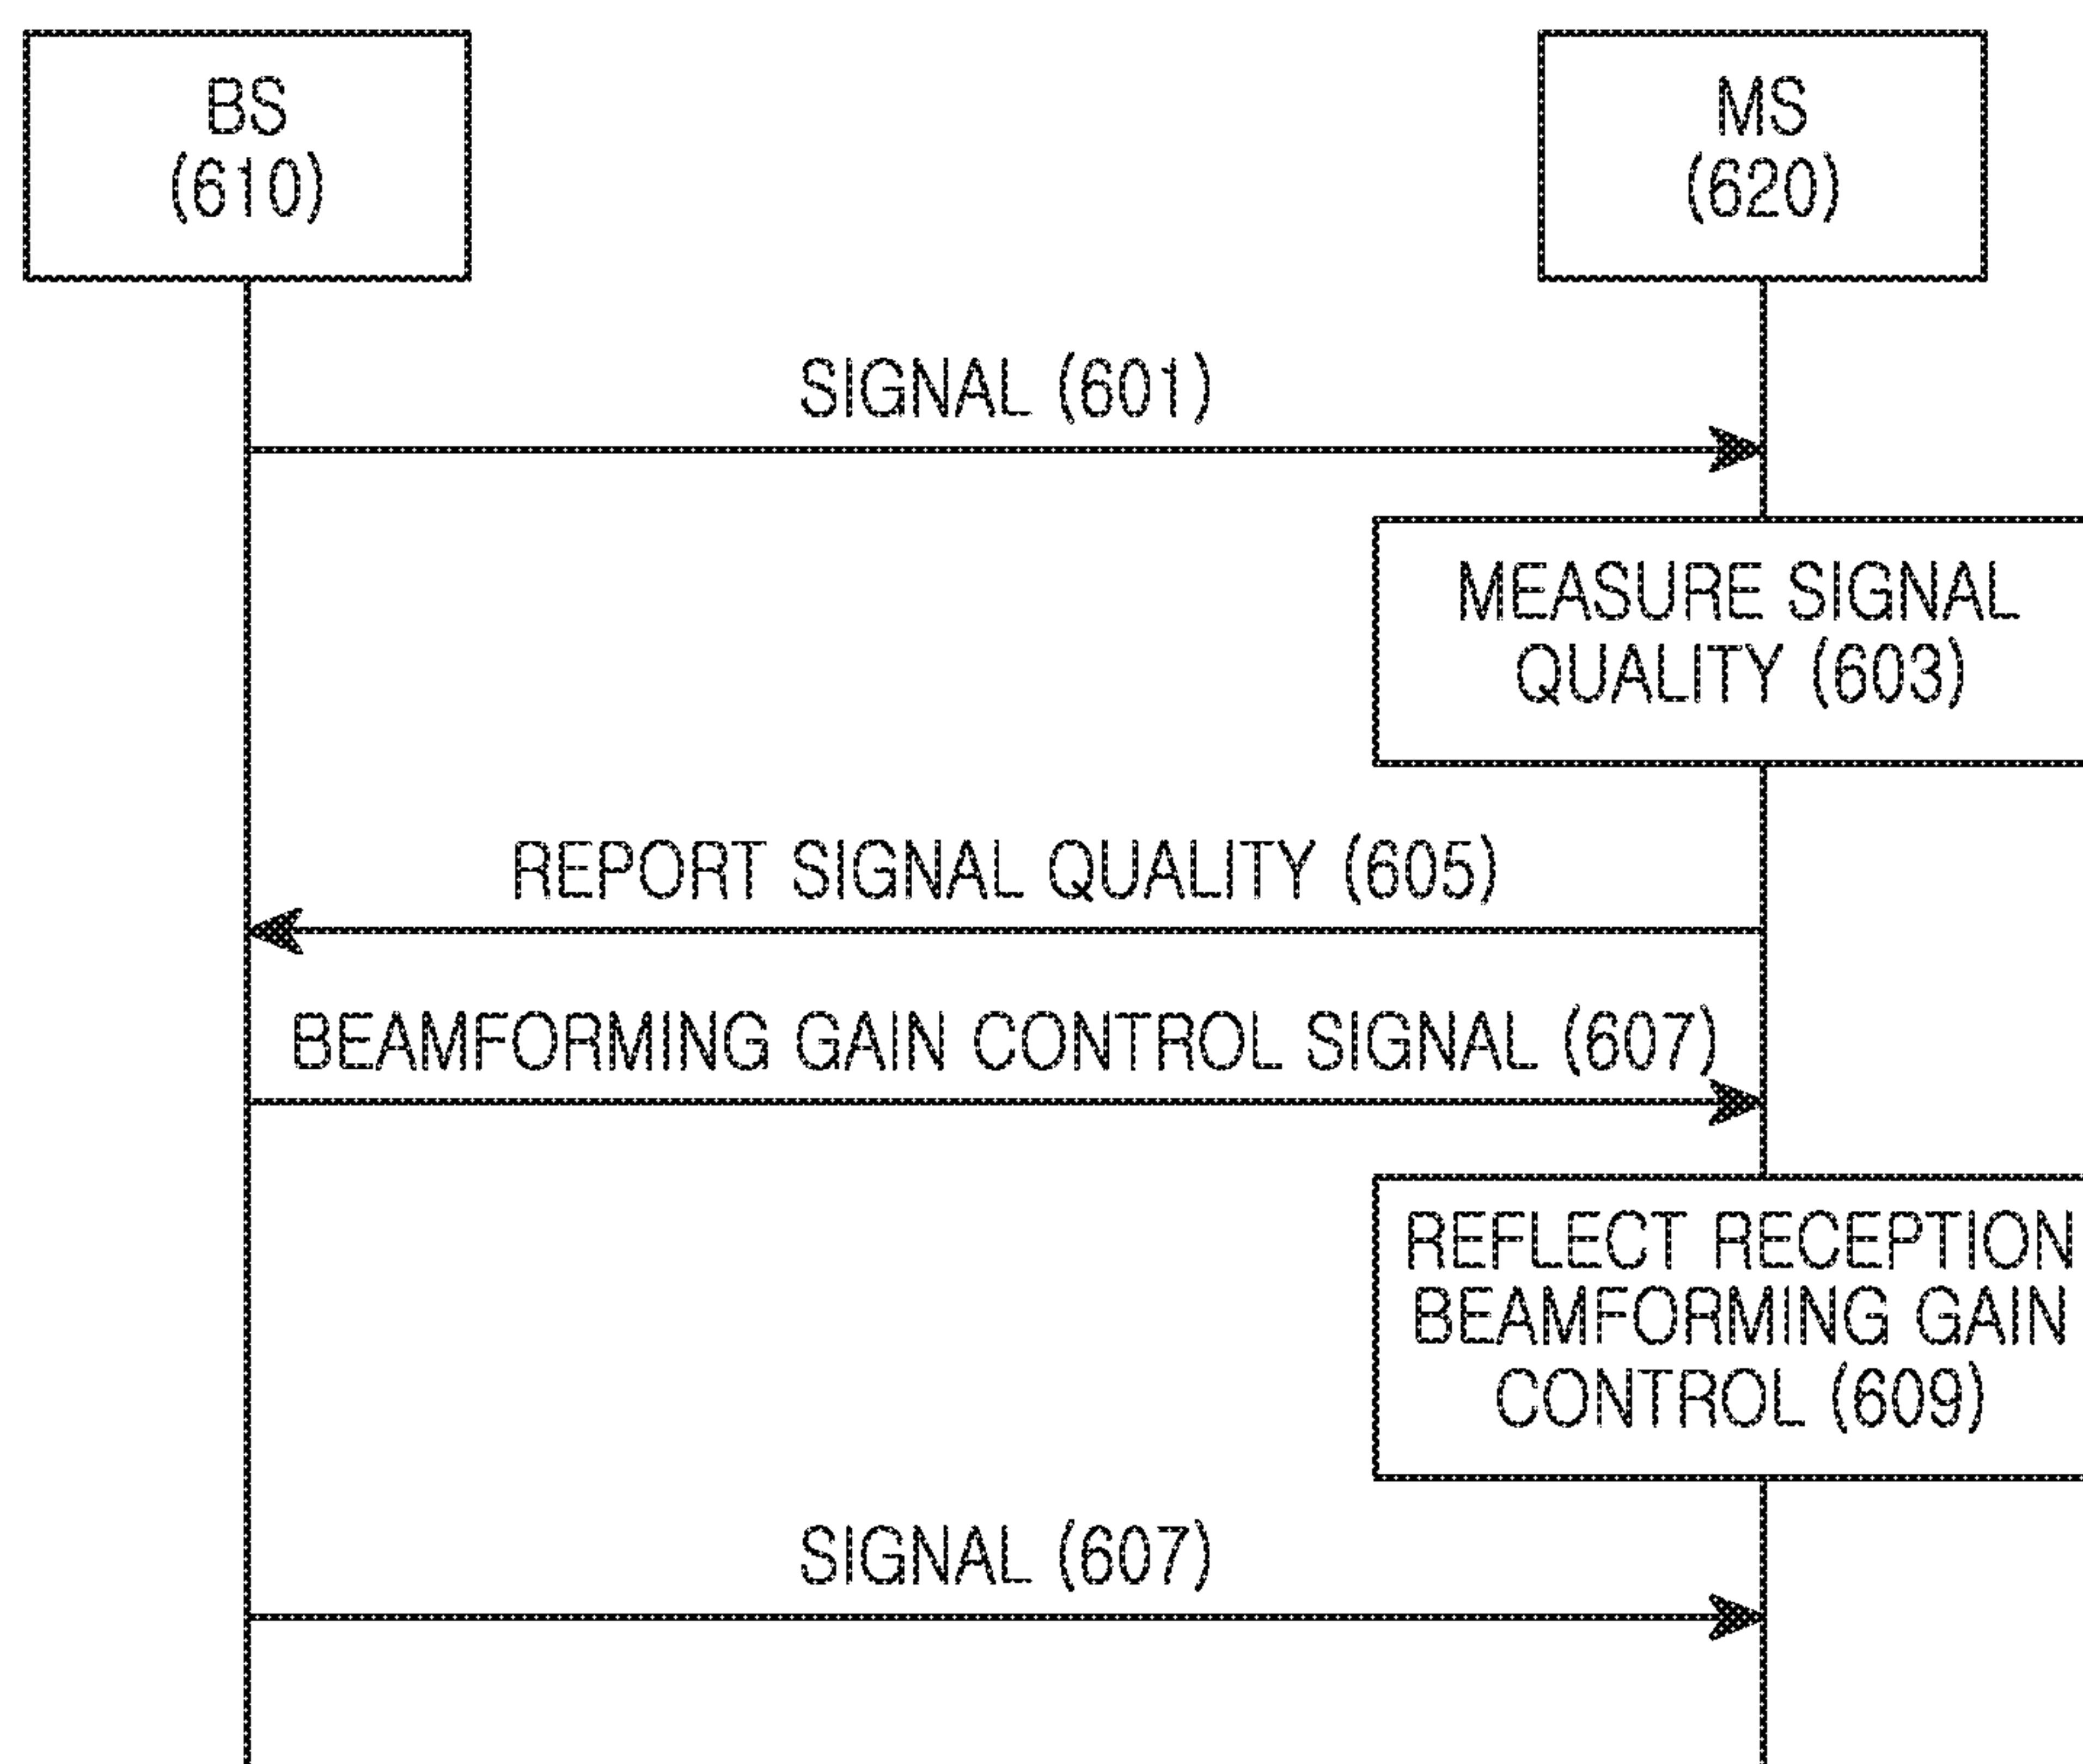 BS
(610)
MS
(620)
SIGNAL (601)
MEASURE SIGNAL
QUALITY (603)
REPORT SIGNAL QUALITY (605)
BEAMFORMING GAIN CONTROL SIGNAL (607)
REFLECT RECEPTION
BEAMFORMING GAIN
CONTROL (609)
SIGNAL (607)